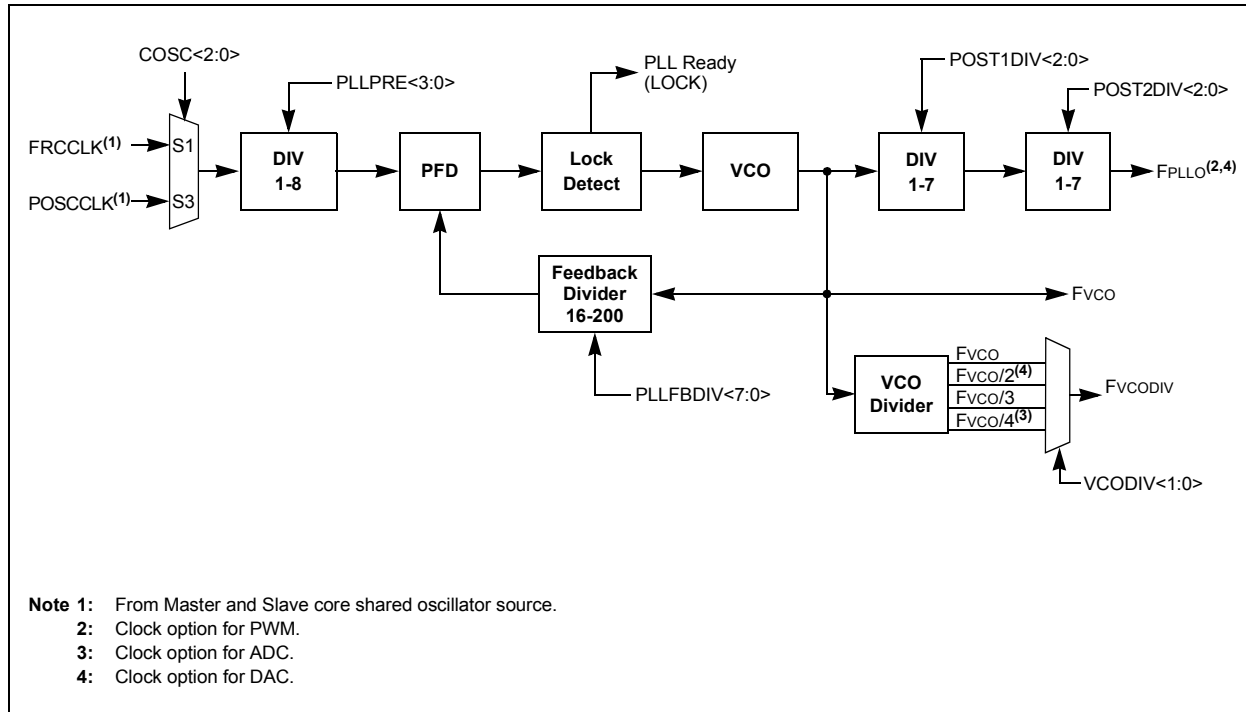 COSC<2:0>
PLLPRE<3:0>
PLL Ready
(LOCK)
POST1DIV<2:0>
POST2DIV<2:0>
FRCCLK(1)
S1
POSCCLK(1)
S3
DIV
1-8
PFD
Lock
Detect
VCO
DIV
1-7
DIV
1-7
FPLLO(2,4)
Feedback
Divider
16-200
FVCO
PLLFBDIV<7:0>
VCO
Divider
FVCO
FVCO/2(4)
FVCO/3
FVCO/4(3)
FVCODIV
VCODIV<1:0>
Note 1: From Master and Slave core shared oscillator source.
2: Clock option for PWM.
3: Clock option for ADC.
4: Clock option for DAC.